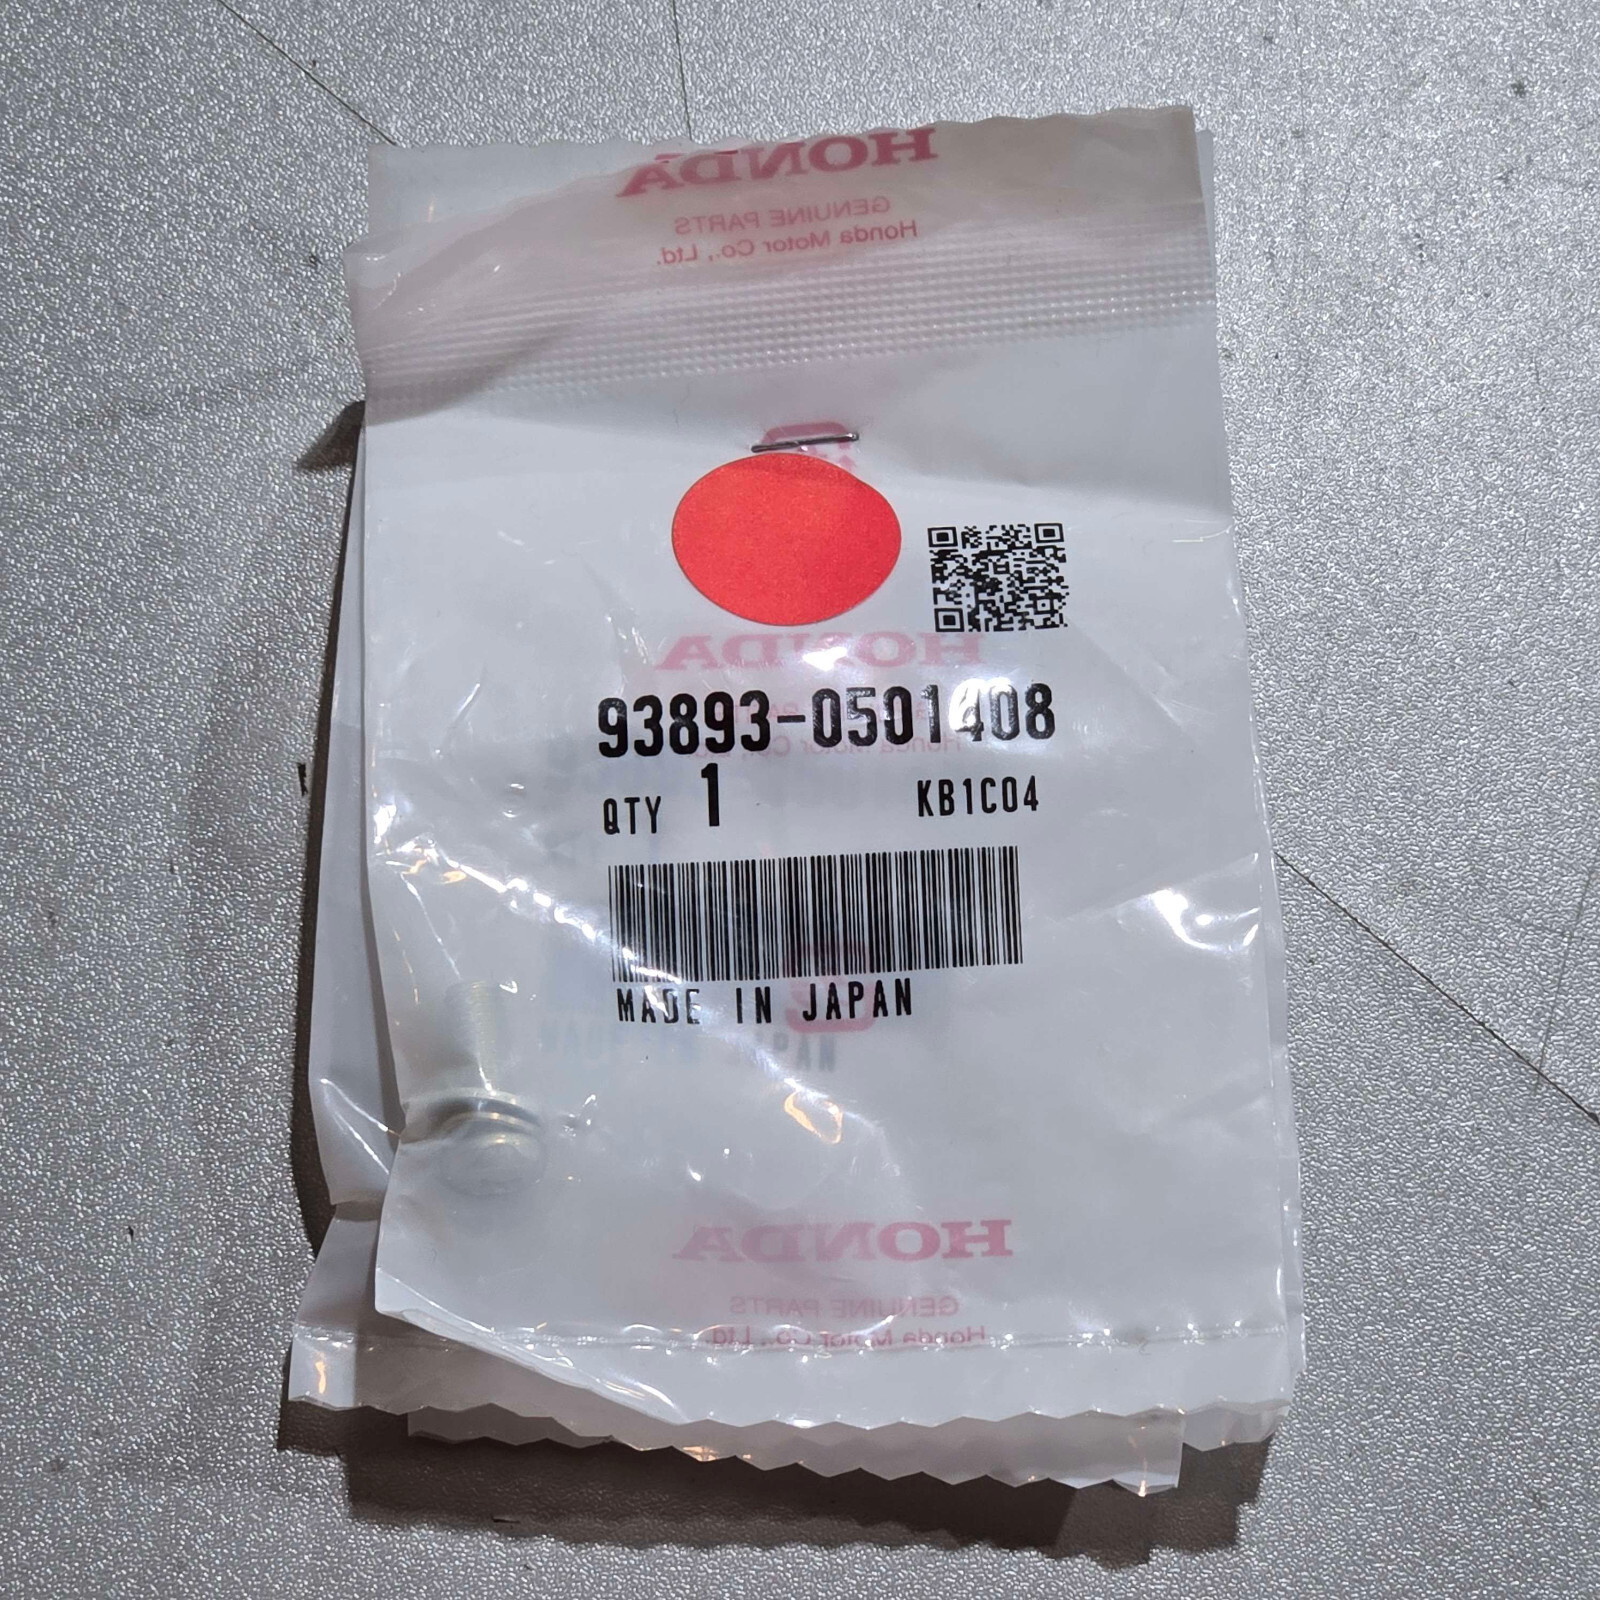 HONDA
GENUINE PARTS
Honda Motor Co., Ltd.
HONDA
93893-0501408
QTY 1 KB1C04
MADE IN JAPAN
HONDA
GENUINE PARTS
Honda Motor Co., Ltd.